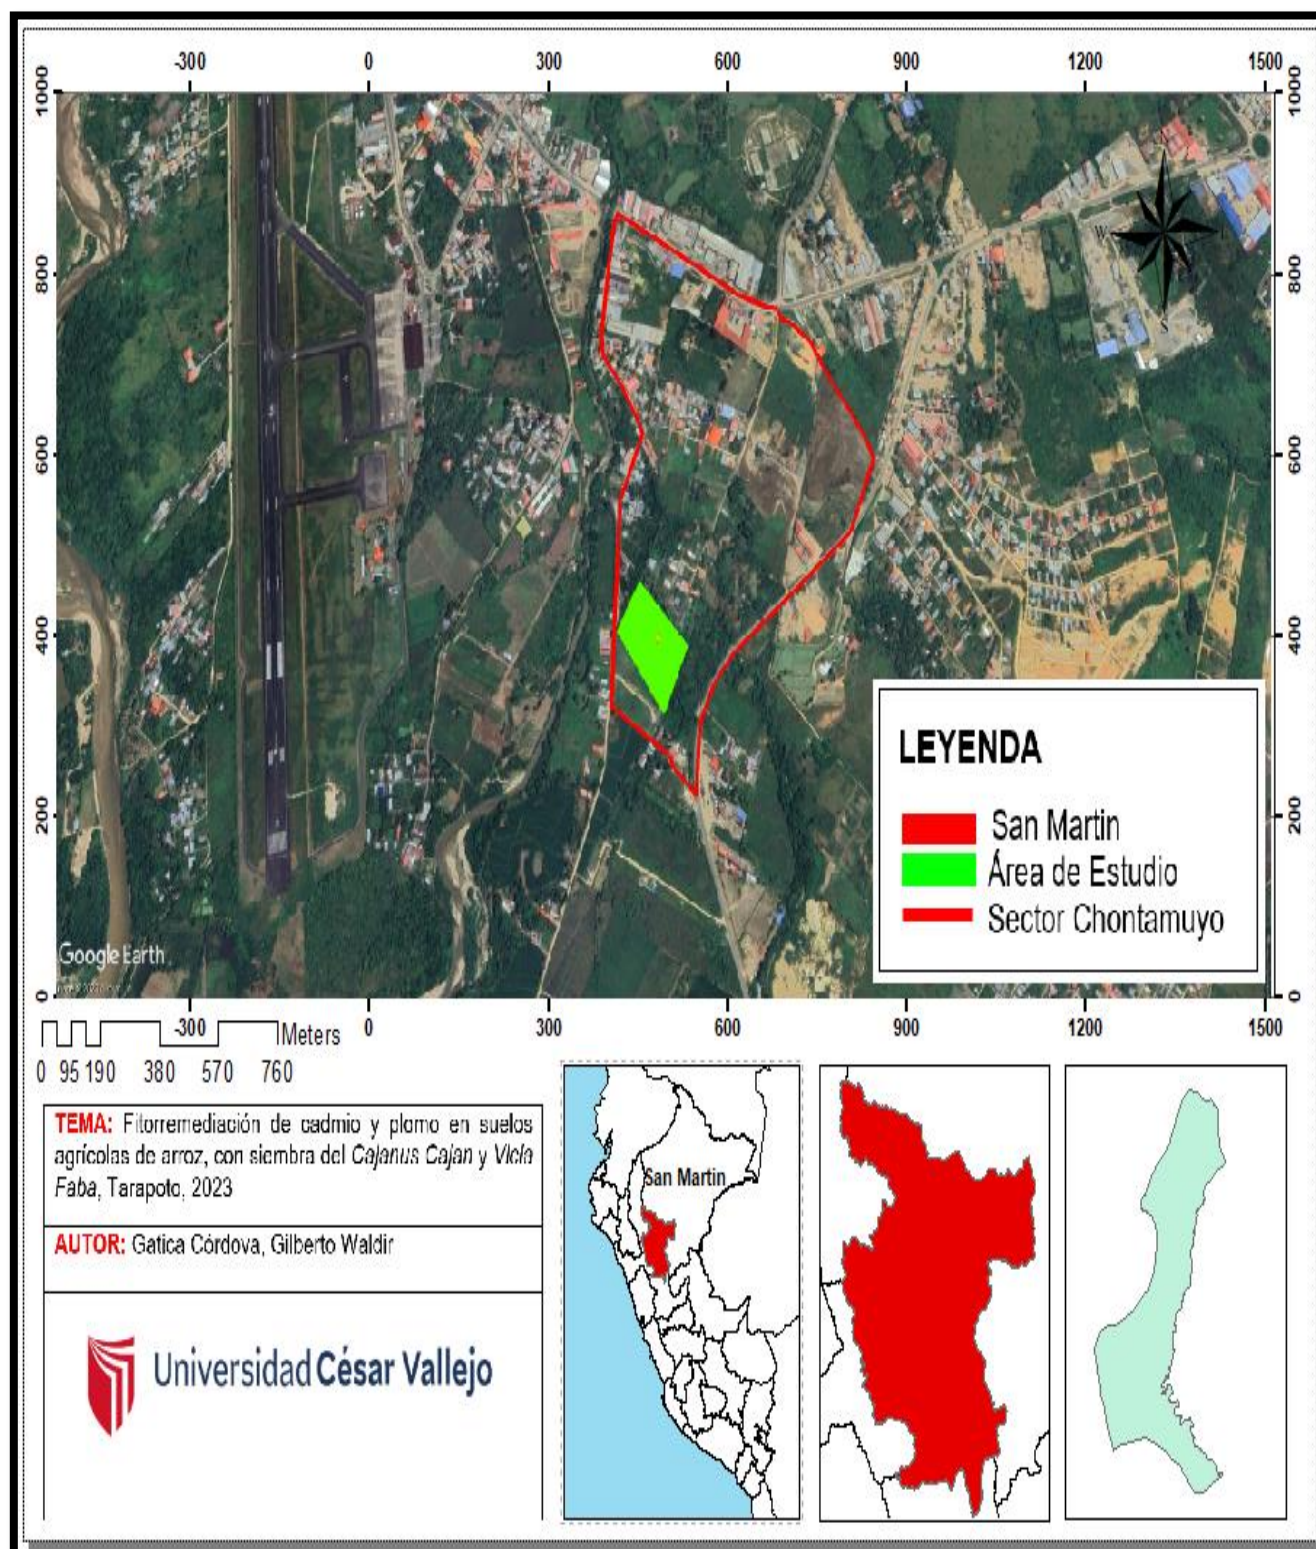 -300 0 300 600 900 1200 1500
1000 1000
800 800
600 600
400 400
200 200
0 0
W
LEYENDA
San Martin
Área de Estudio
Sector Chontamuyo
Google Earth
-300 0 300 600 900 1200 1500
Meters
0 95 190 380 570 760
TEMA: Fitorremediación de cadmio y plomo en suelos
agrícolas de arroz, con siembra del Cajanus Cajan y Vicia
Faba, Tarapoto, 2023
AUTOR: Gatica Córdova, Gilberto Waldir
Universidad César Vallejo
San Martin